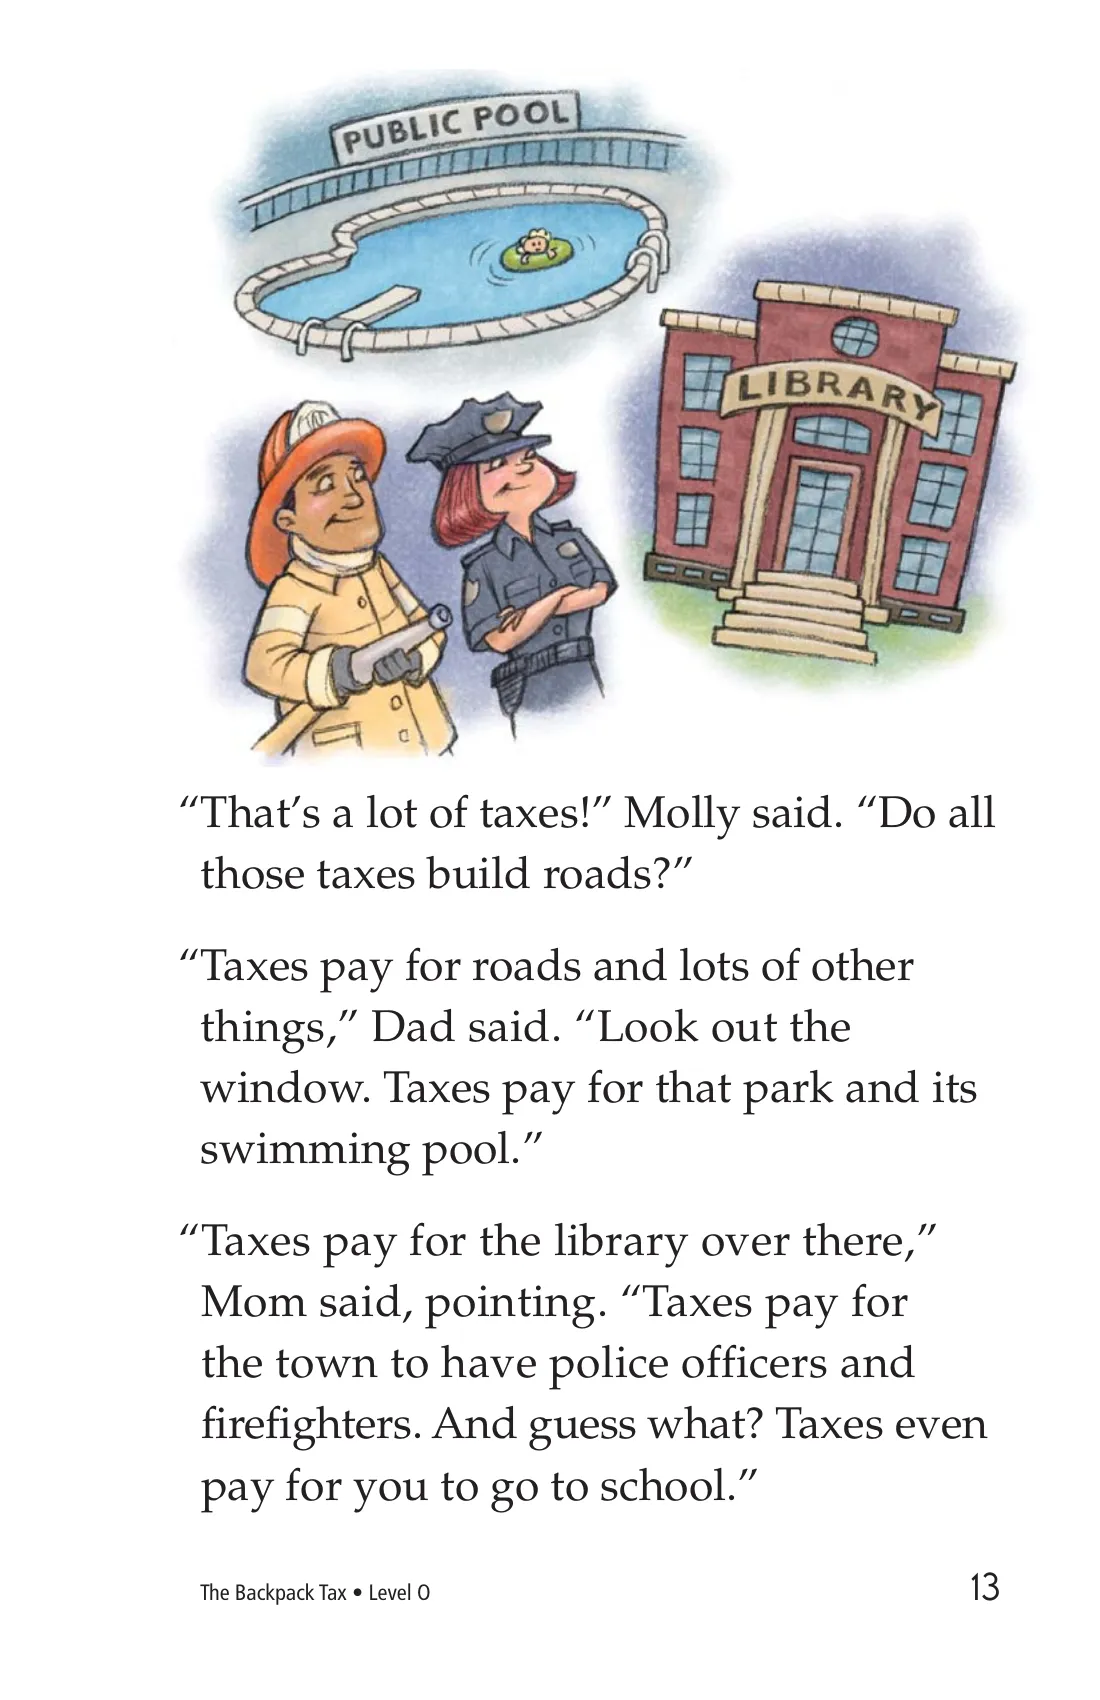 PUBLIC POOL
LIBRARY
“That’s a lot of taxes!” Molly said. “Do all
those taxes build roads?”
“Taxes pay for roads and lots of other
things,” Dad said. “Look out the
window. Taxes pay for that park and its
swimming pool.”
“Taxes pay for the library over there,”
Mom said, pointing. “Taxes pay for
the town to have police officers and
firefighters. And guess what? Taxes even
pay for you to go to school.”
The Backpack Tax • Level O
13